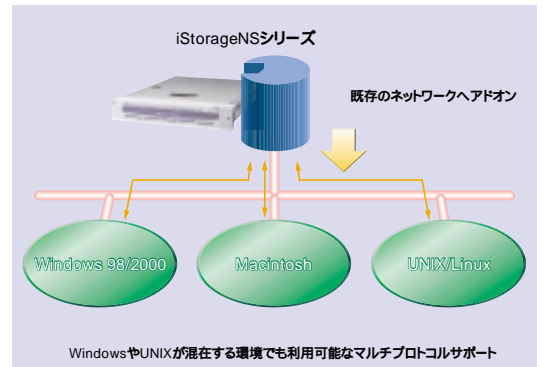 iStorageNSシリーズ
既存のネットワークへアドオン
Windows 98/2000
Macintosh
UNIX/Linux
WindowsやUNIXが混在する環境でも利用可能なマルチプロトコルサポート